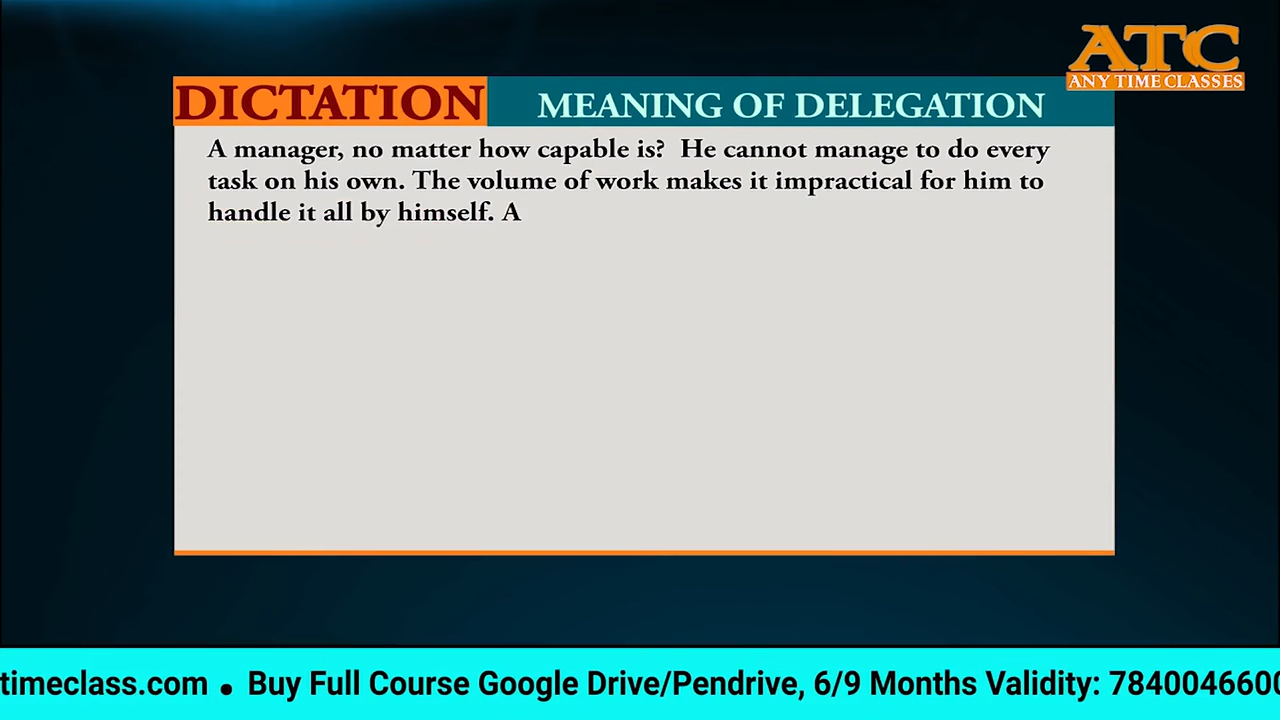 ATC
ANY TIME CLASSES
DICTATION
MEANING OF DELEGATION
A manager, no matter how capable is?  He cannot manage to do every
task on his own. The volume of work makes it impractical for him to
handle it all by himself. A
timeclass.com • Buy Full Course Google Drive/Pendrive, 6/9 Months Validity: 7840046600